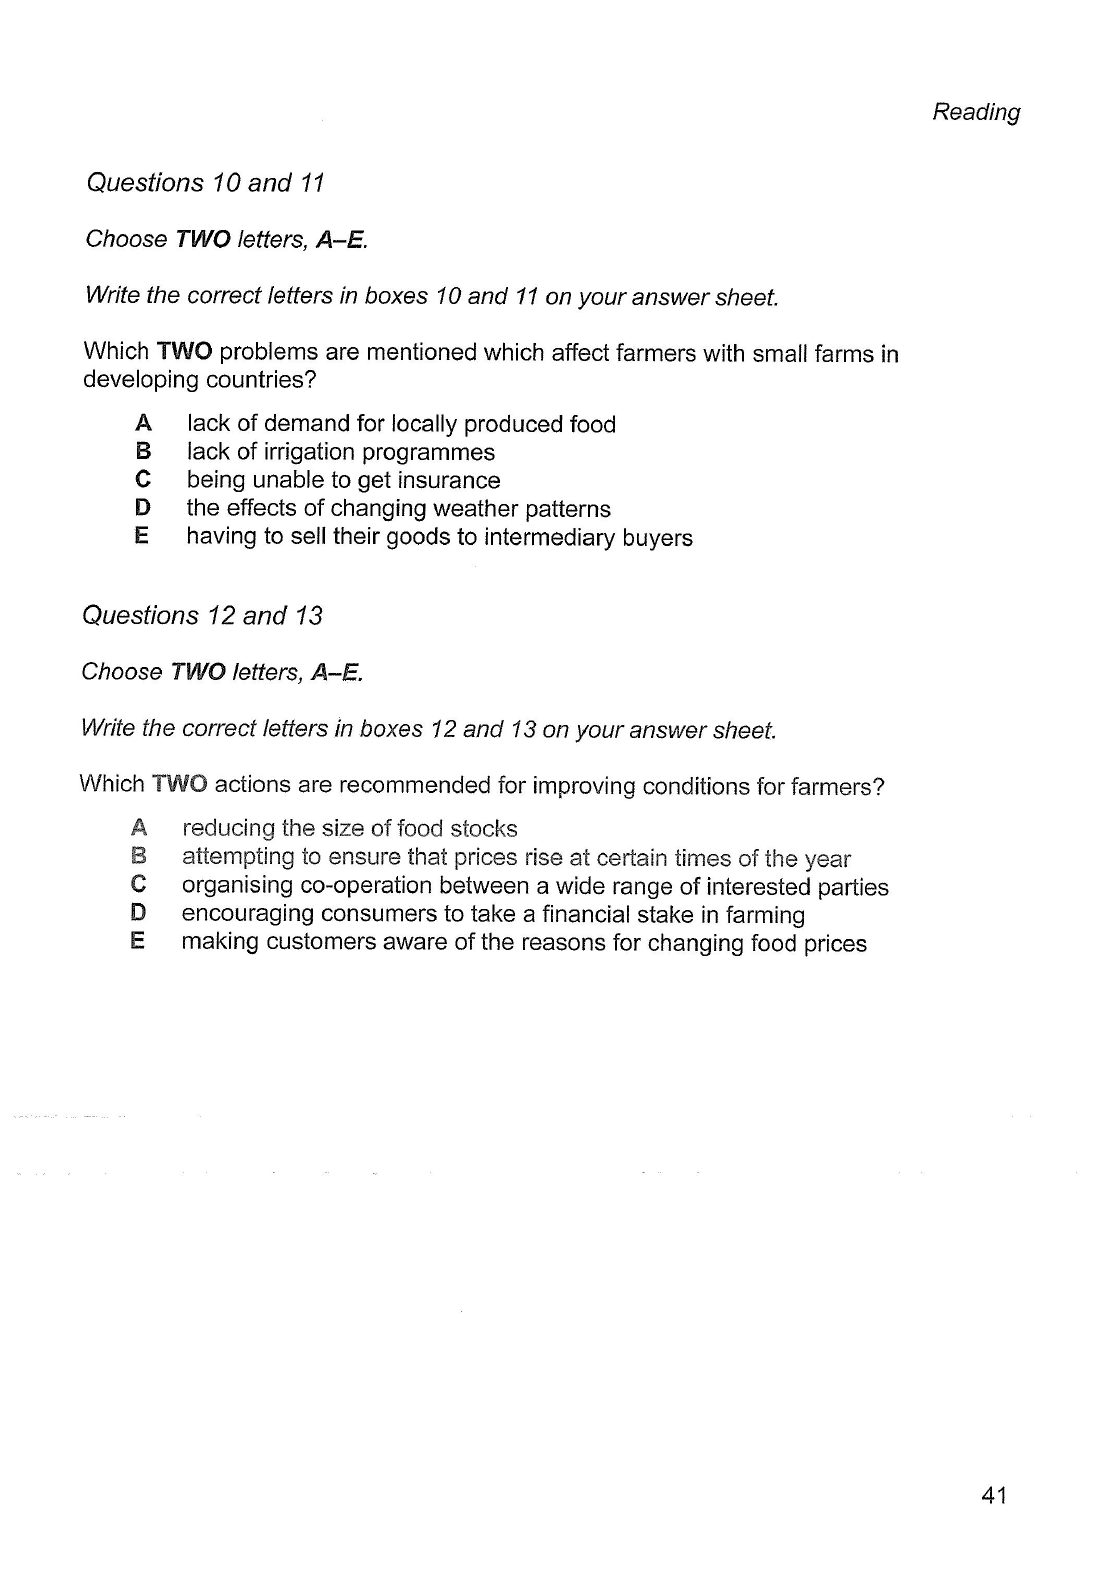 Reading
Questions 10 and 11
Choose TWO letters, A–E.
Write the correct letters in boxes 10 and 11 on your answer sheet.
Which TWO problems are mentioned which affect farmers with small farms in
developing countries?
A lack of demand for locally produced food
B lack of irrigation programmes
C being unable to get insurance
D the effects of changing weather patterns
E having to sell their goods to intermediary buyers
Questions 12 and 13
Choose TWO letters, A–E.
Write the correct letters in boxes 12 and 13 on your answer sheet.
Which TWO actions are recommended for improving conditions for farmers?
A reducing the size of food stocks
B attempting to ensure that prices rise at certain times of the year
C organising co-operation between a wide range of interested parties
D encouraging consumers to take a financial stake in farming
E making customers aware of the reasons for changing food prices
41